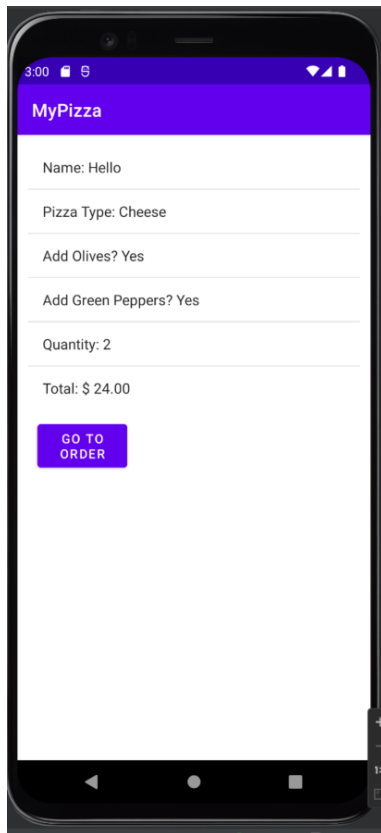 3:00
MyPizza
Name: Hello
Pizza Type: Cheese
Add Olives? Yes
Add Green Peppers? Yes
Quantity: 2
Total: $ 24.00
GO TO
ORDER